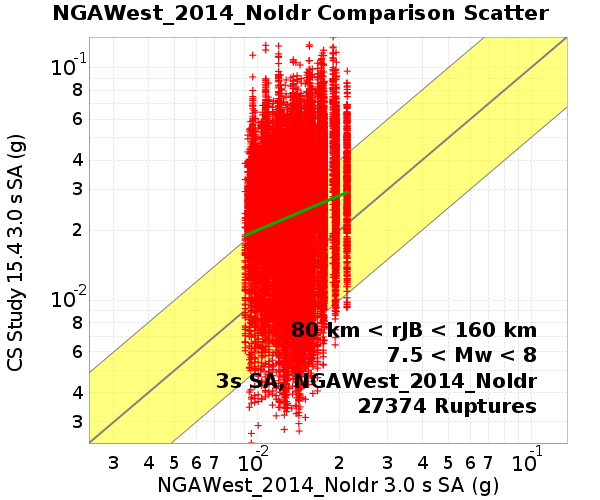 NGAWest_2014_NoIdr Comparison Scatter
CS Study 15.4 3.0 s SA (g)
10-1
8
6
4
3
2
10-2
8
6
4
3
80 km < rJB < 160 km
7.5 < Mw < 8
3s SA, NGAWest_2014_NoIdr
27374 Ruptures
3 4 5 6 7 10-2 2 3 4 5 6 7 10-1
NGAWest_2014_NoIdr 3.0 s SA (g)